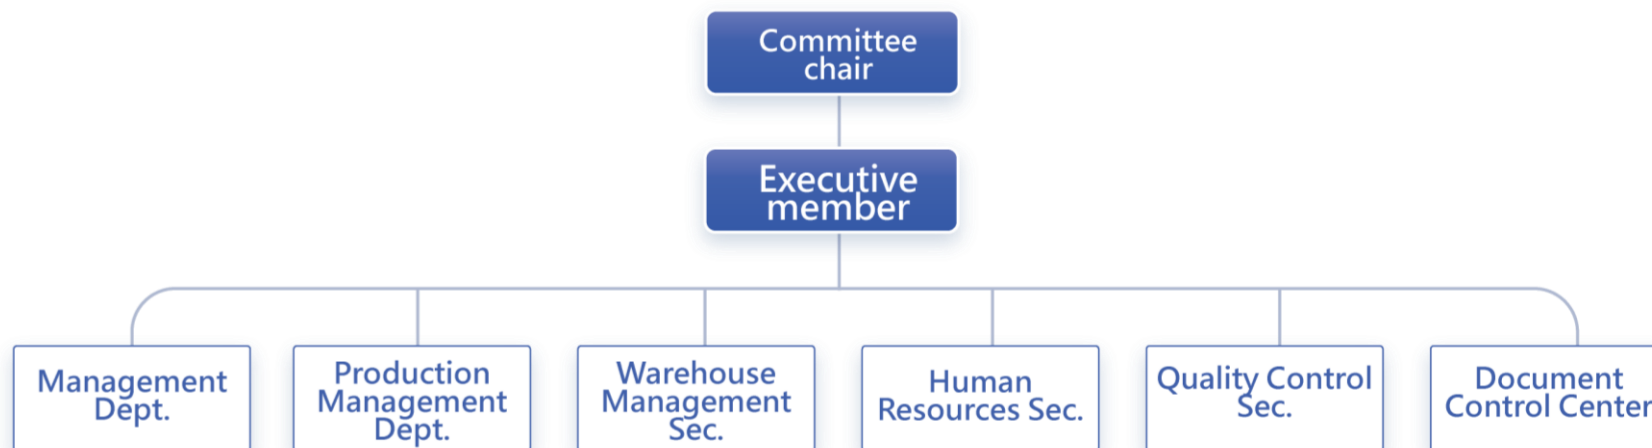 Committee
chair
Executive
member
Management
Dept.
Production
Management
Dept.
Warehouse
Management
Sec.
Human
Resources Sec.
Quality Control
Sec.
Document
Control Center